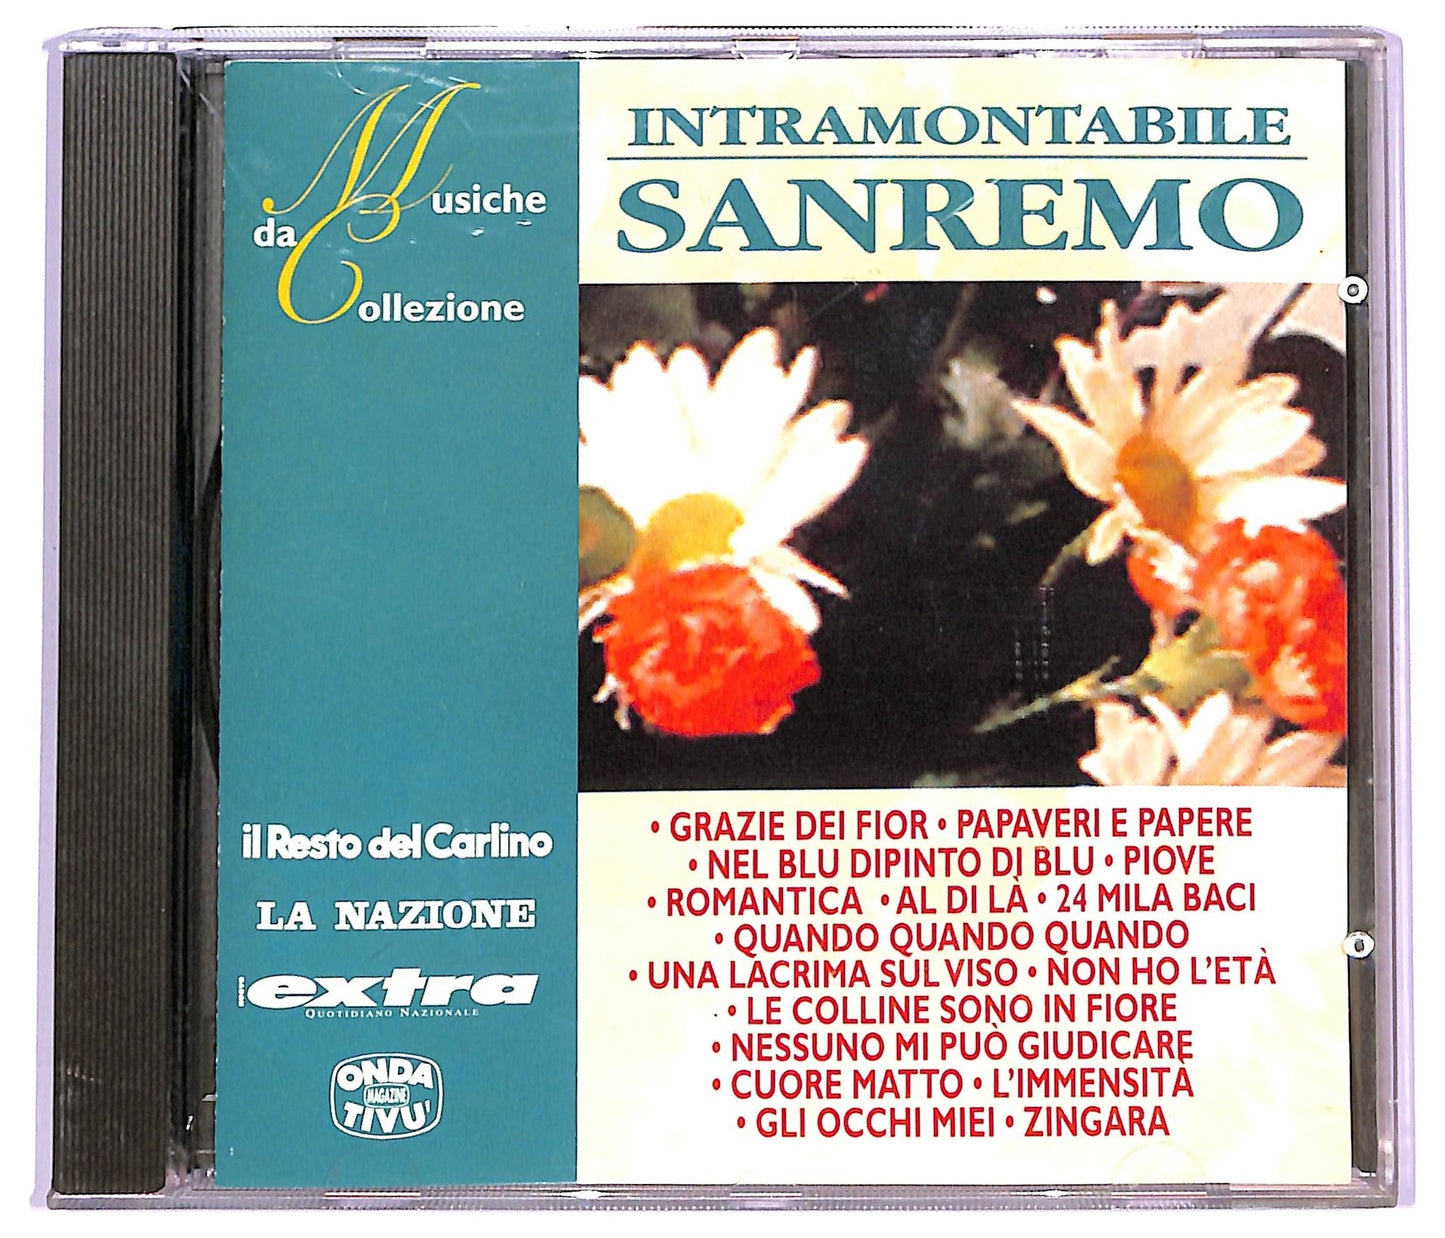 Musiche
da
Collezione
INTRAMONTABILE
SANREMO
• GRAZIE DEI FIOR • PAPAVERI E PAPERE
• NEL BLU DIPINTO DI BLU • PIOVE
• ROMANTICA • AL DI LÀ • 24 MILA BACI
• QUANDO QUANDO QUANDO
• UNA LACRIMA SUL VISO • NON HO L'ETÀ
• LE COLLINE SONO IN FIORE
• NESSUNO MI PUÒ GIUDICARE
• CUORE MATTO • L'IMMENSITÀ
• GLI OCCHI MIEI • ZINGARA
il Resto del Carlino
LA NAZIONE
extra
QUOTIDIANO NAZIONALE
ONDA
MAGAZINE
TIVU'